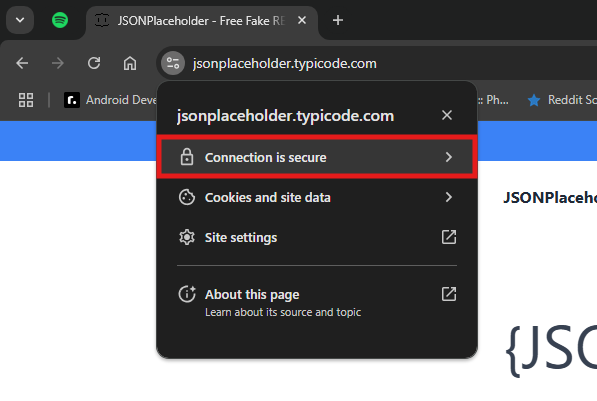 JSONPlaceholder - Free Fake RE
jsonplaceholder.typicode.com
Android Deve
:: Ph...
Reddit Sc
jsonplaceholder.typicode.com
Connection is secure
Cookies and site data
Site settings
About this page
Learn about its source and topic
JSONPlaceho
{JSO